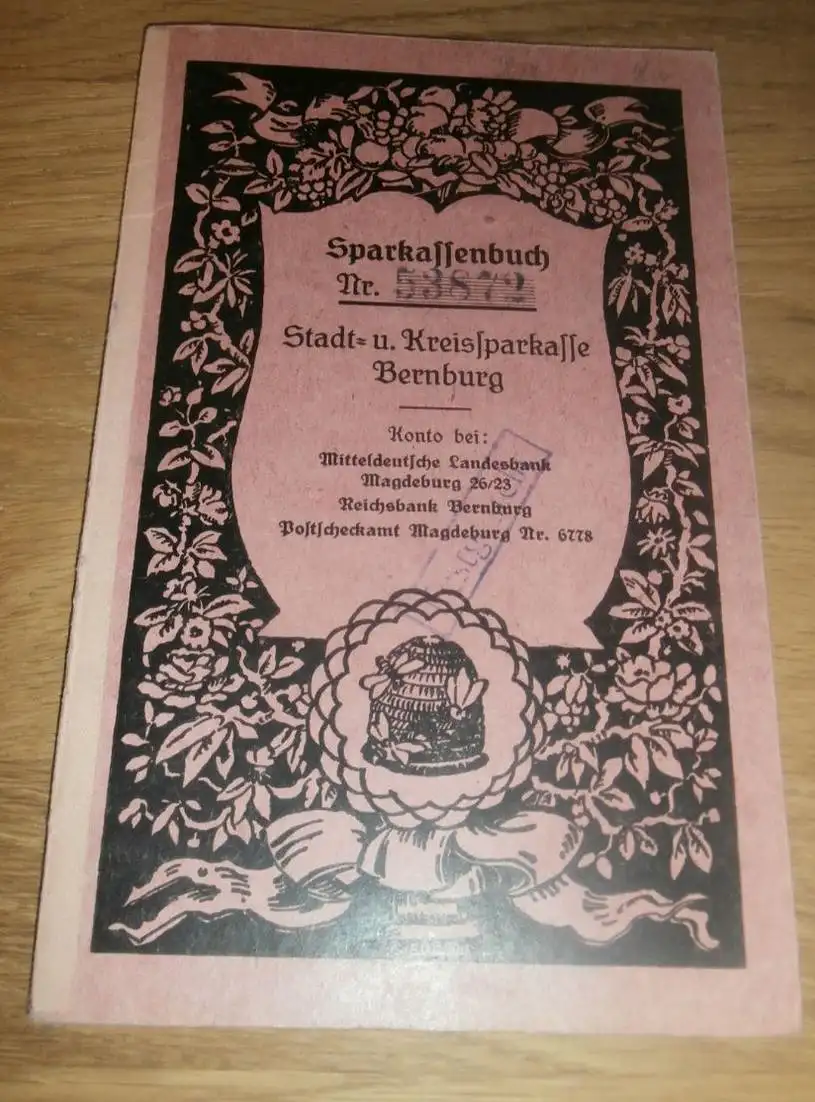 Sparkaſſenbuch
Nr. 53872
Stadt= u. Kreisſparkaſſe
Bernburg
Konto bei:
Mitteldeutſche Landesbank
Magdeburg 26/23
Reichsbank Bernburg
Poſtſcheckamt Magdeburg Nr. 6778